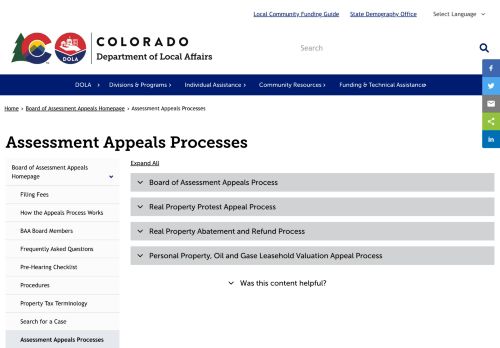 Local Community Funding Guide
State Demography Office
Select Language
DOLA
COLORADO
Department of Local Affairs
Search
DOLA
Divisions & Programs
Individual Assistance
Community Resources
Funding & Technical Assistance
Home › Board of Assessment Appeals Homepage › Assessment Appeals Processes
Assessment Appeals Processes
Board of Assessment Appeals
Homepage
Filing Fees
How the Appeals Process Works
BAA Board Members
Frequently Asked Questions
Pre-Hearing Checklist
Procedures
Property Tax Terminology
Search for a Case
Assessment Appeals Processes
Expand All
Board of Assessment Appeals Process
Real Property Protest Appeal Process
Real Property Abatement and Refund Process
Personal Property, Oil and Gase Leasehold Valuation Appeal Process
Was this content helpful?